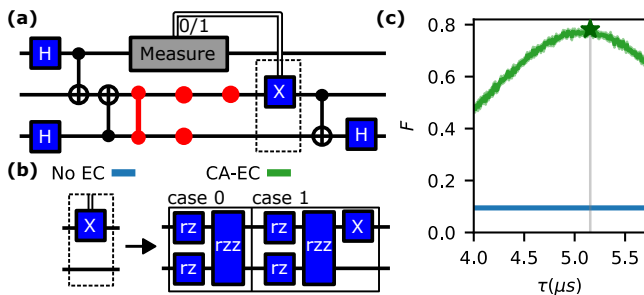 (a)
0/1
H
Measure
X
H
H
(b)
No EC
CA-EC
X
case 0
case 1
rz
rzz
rz
rzz
X
rz
rz
(c)
F
0.8
0.6
0.4
0.2
0.0
4.0
4.5
5.0
5.5
τ(μs)